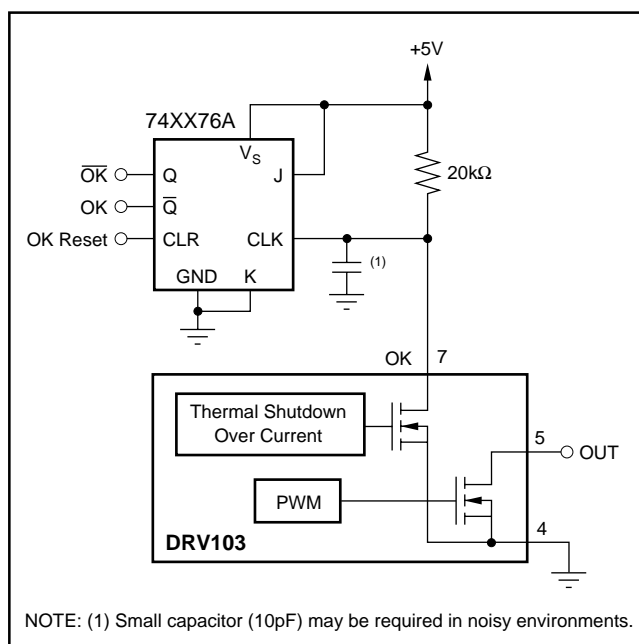 +5V
74XX76A
V_S
OK̅ Q J 20kΩ
OK Q̅
OK Reset CLR CLK (1)
GND K
OK 7
Thermal Shutdown
Over Current
5
OUT
PWM
4
DRV103
NOTE: (1) Small capacitor (10pF) may be required in noisy environments.